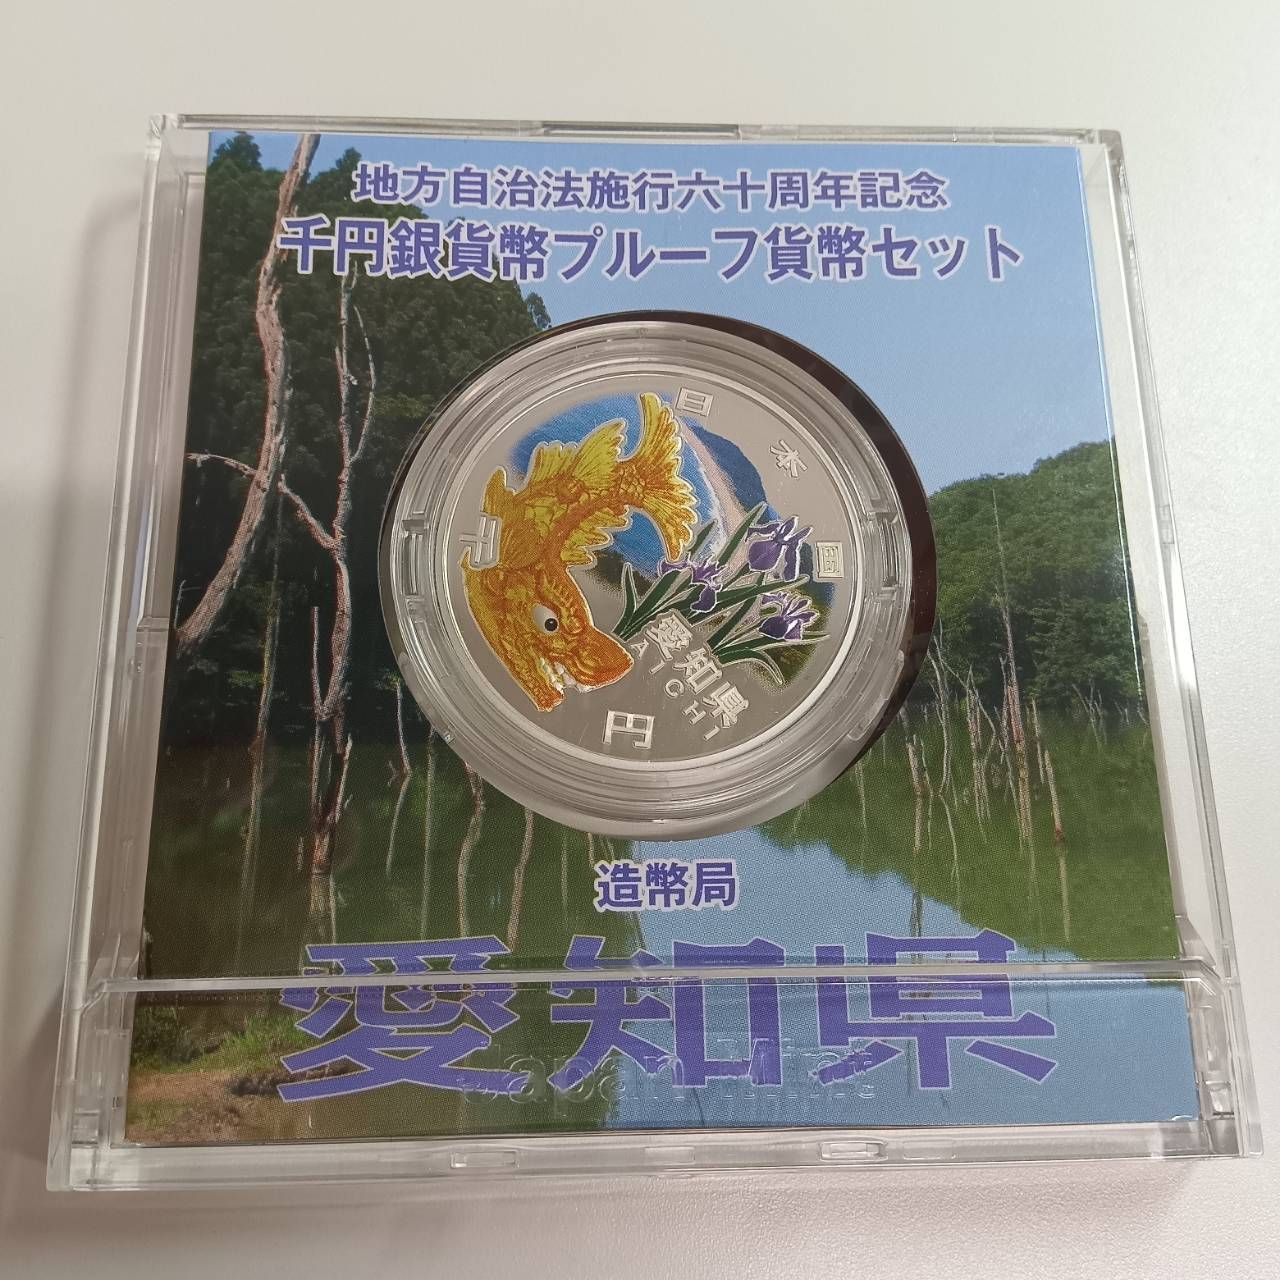 地方自治法施行六十周年記念
千円銀貨幣プルーフ貨幣セット
日本国
千円
愛知県
AICHI
造幣局
愛知県
Japan Mint